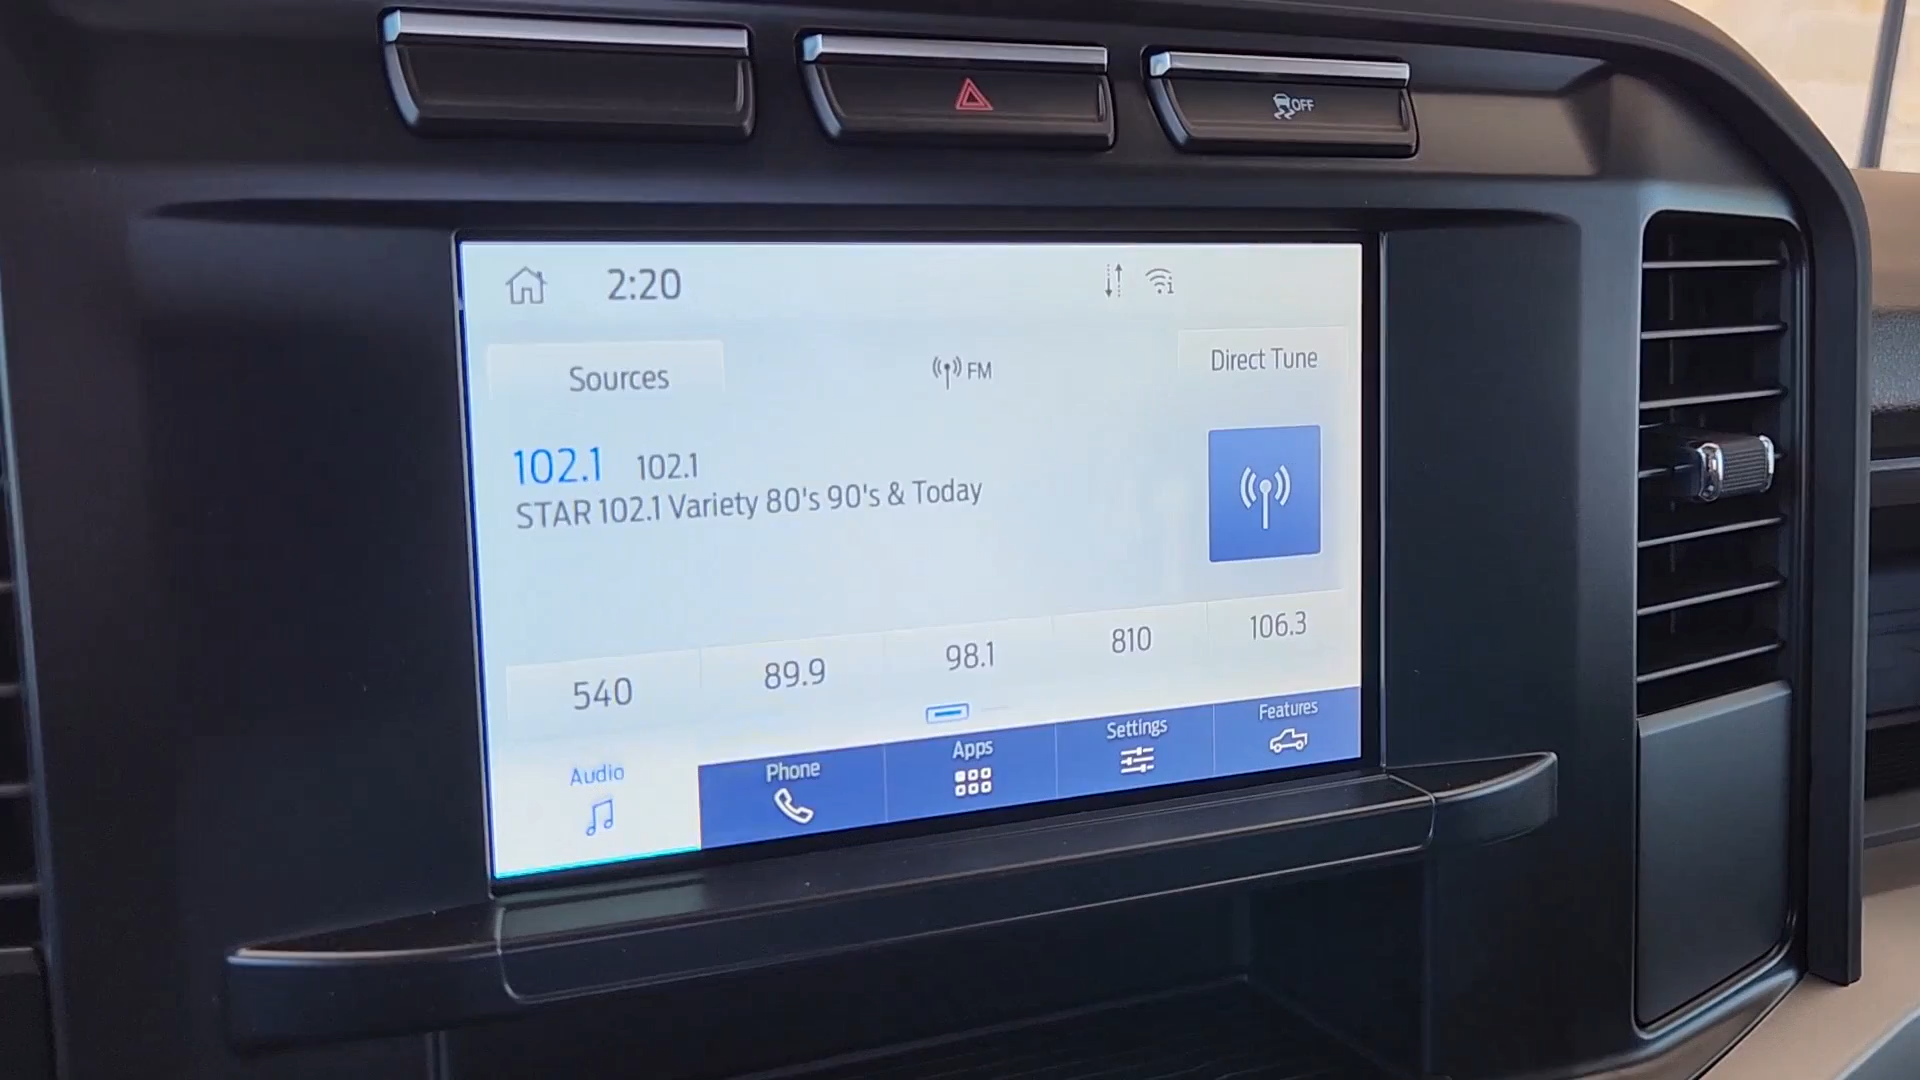 OFF
2:20
Sources
FM
Direct Tune
102.1 102.1
STAR 102.1 Variety 80's 90's & Today
540 89.9 98.1 810 106.3
Audio Phone Apps Settings Features